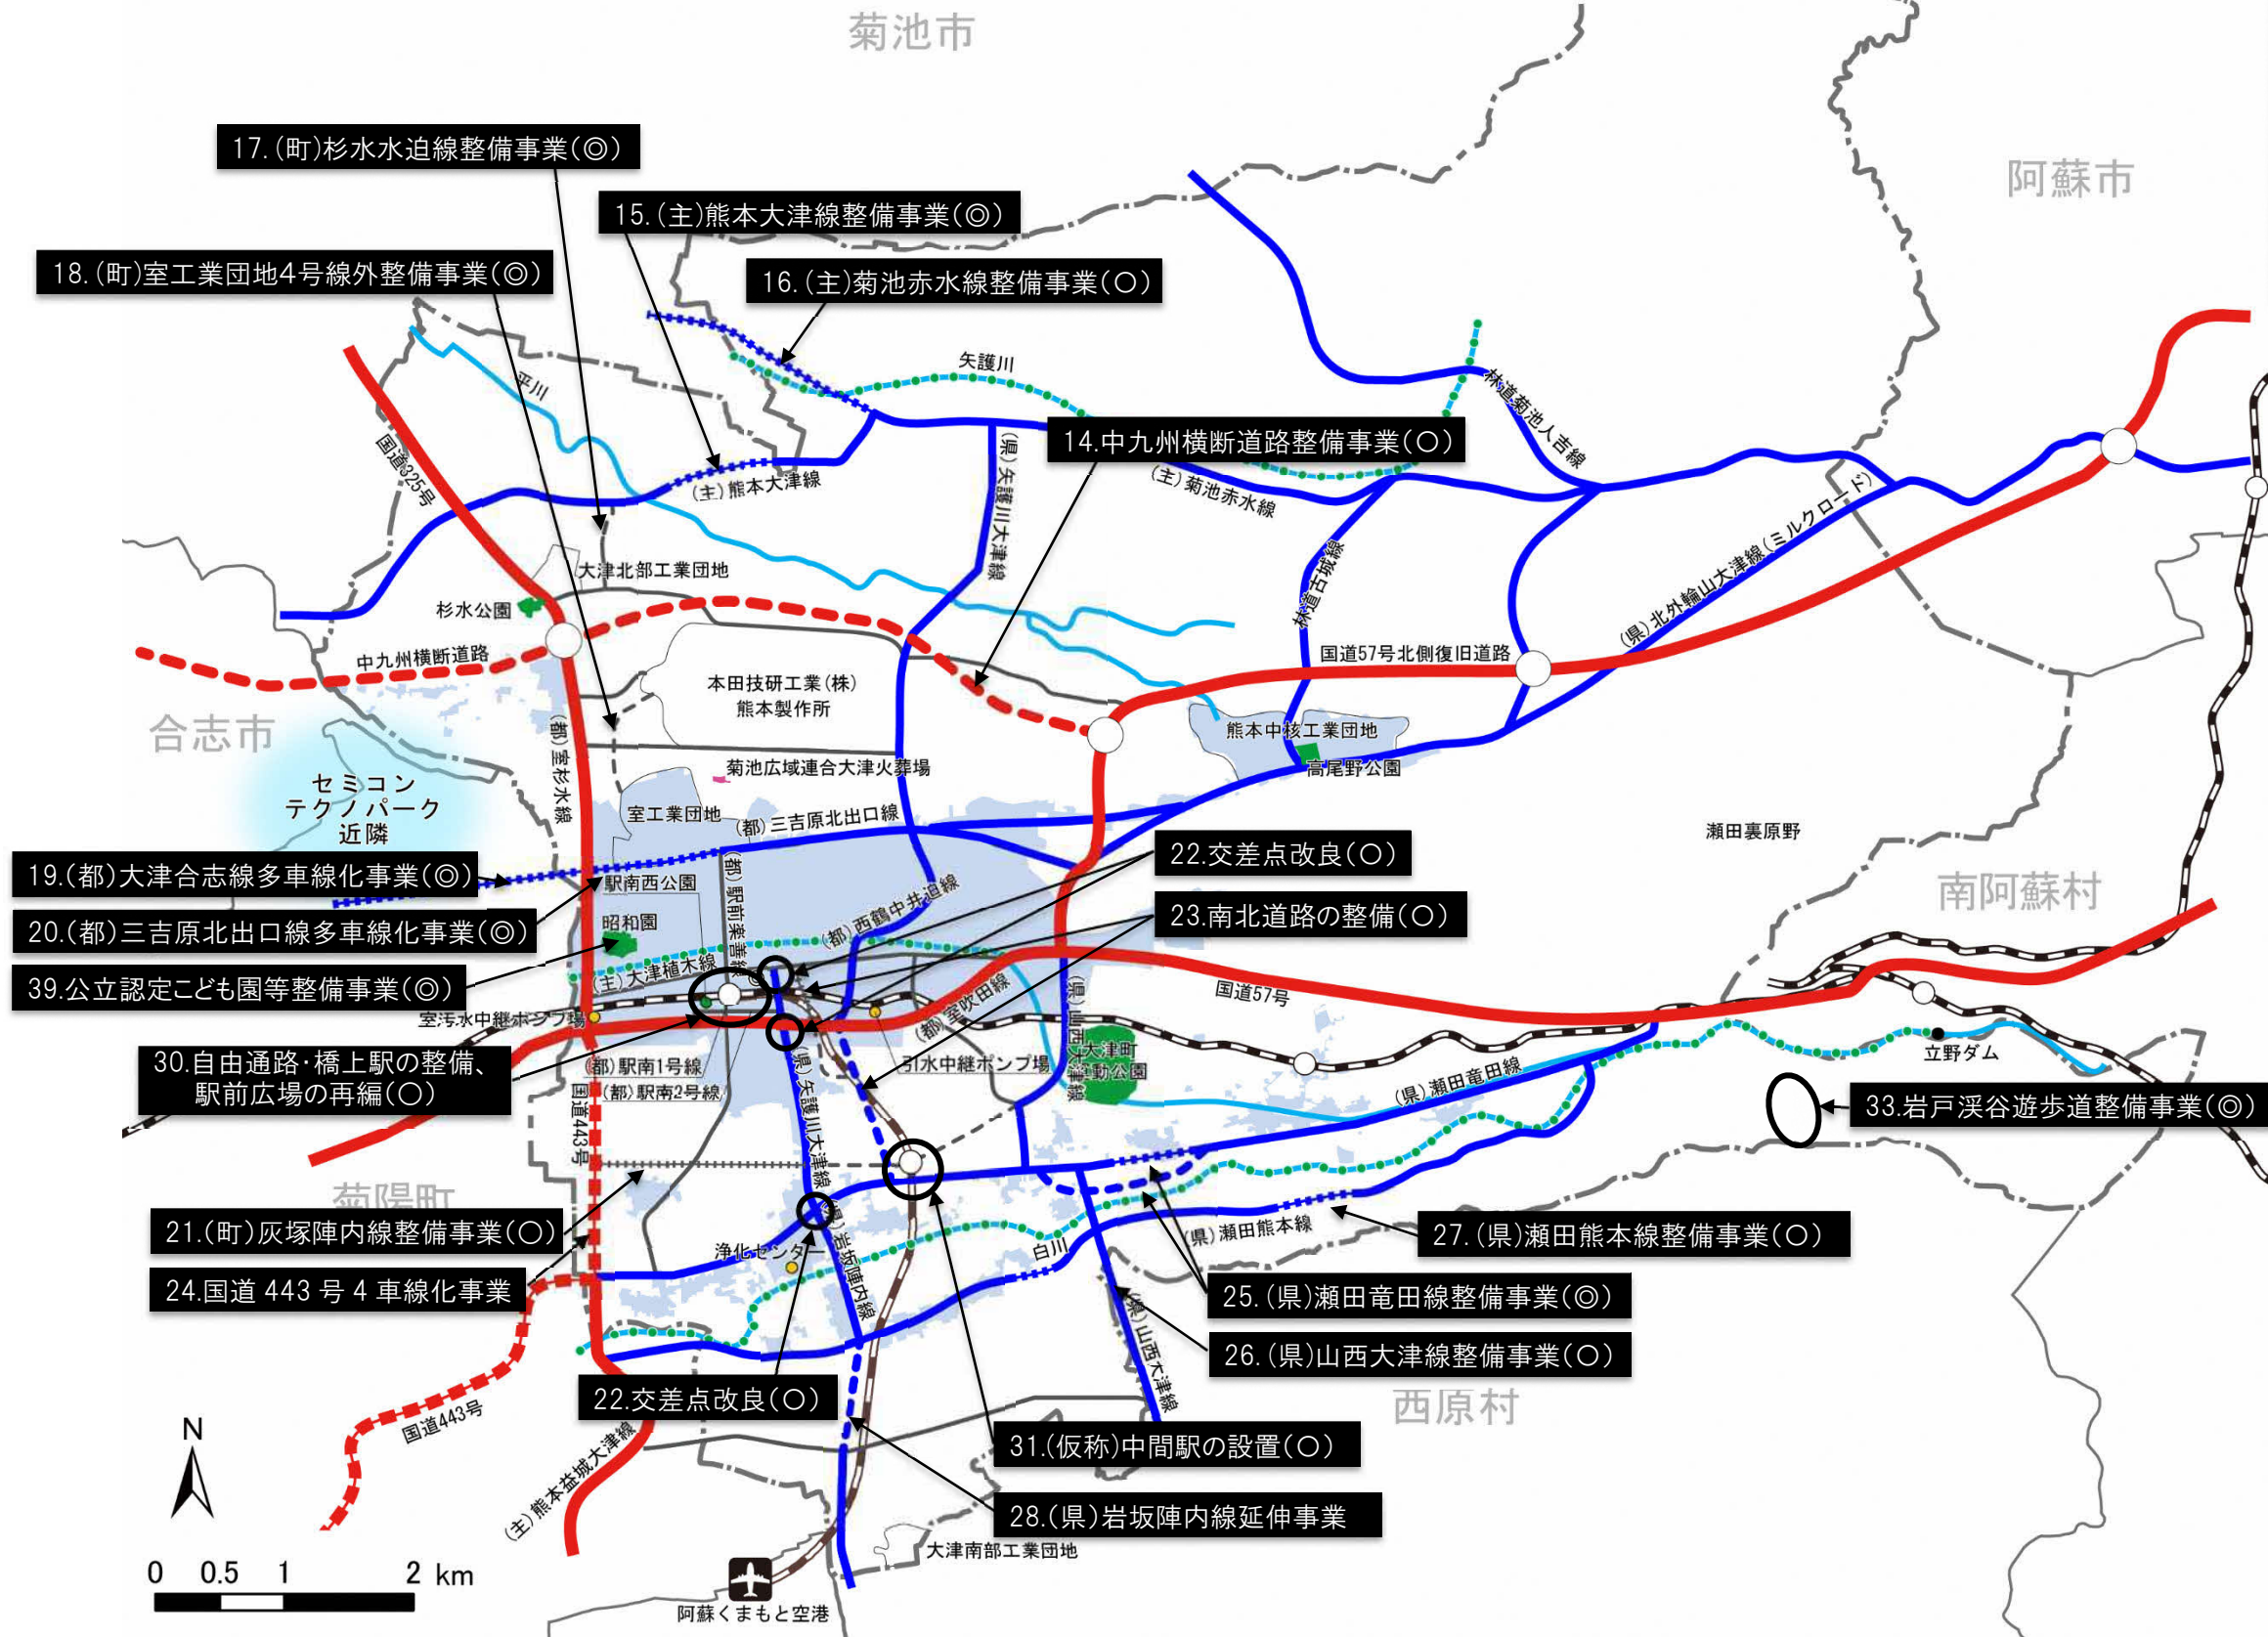 菊池市
阿蘇市
17.(町)杉水水迫線整備事業(◎)
15.(主)熊本大津線整備事業(◎)
18.(町)室工業団地4号線外整備事業(◎)
16.(主)菊池赤水線整備事業(○)
矢護川
平川
林道菊池人吉線
国道325号
14.中九州横断道路整備事業(○)
(県)矢護川大津線
(主)菊池赤水線
(主)熊本大津線
(県)北外輪山大津線(ミルクロード)
林道古城線
大津北部工業団地
杉水公園
中九州横断道路
国道57号北側復旧道路
本田技研工業(株)
熊本製作所
合志市
(都)室杉水線
熊本中核工業団地
高尾野公園
菊池広域連合大津火葬場
セミコン
テクノパーク
近隣
室工業団地
(都)三吉原北出口線
瀬田裏原野
22.交差点改良(○)
19.(都)大津合志線多車線化事業(◎)
駅南西公園
(都)駅前楽善線
(都)西鶴中井迫線
南阿蘇村
23.南北道路の整備(○)
20.(都)三吉原北出口線多車線化事業(◎)
昭和園
39.公立認定こども園等整備事業(◎)
(主)大津植木線
国道57号
(都)室吹田線
(県)山西大津線
室汚水中継ポンプ場
30.自由通路・橋上駅の整備、
駅前広場の再編(○)
(都)駅南1号線
(都)駅南2号線
引水中継ポンプ場
大津町
運動公園
立野ダム
(県)瀬田竜田線
国道443号
(県)矢護川大津線
33.岩戸渓谷遊歩道整備事業(◎)
菊陽町
21.(町)灰塚陣内線整備事業(○)
浄化センター
(県)岩坂陣内線
白川
(県)瀬田熊本線
27.(県)瀬田熊本線整備事業(○)
24.国道443号4車線化事業
25.(県)瀬田竜田線整備事業(◎)
26.(県)山西大津線整備事業(○)
(県)山西大津線
22.交差点改良(○)
西原村
国道443号
(主)熊本益城大津線
31.(仮称)中間駅の設置(○)
28.(県)岩坂陣内線延伸事業
大津南部工業団地
N
0 0.5 1 2 km
阿蘇くまもと空港